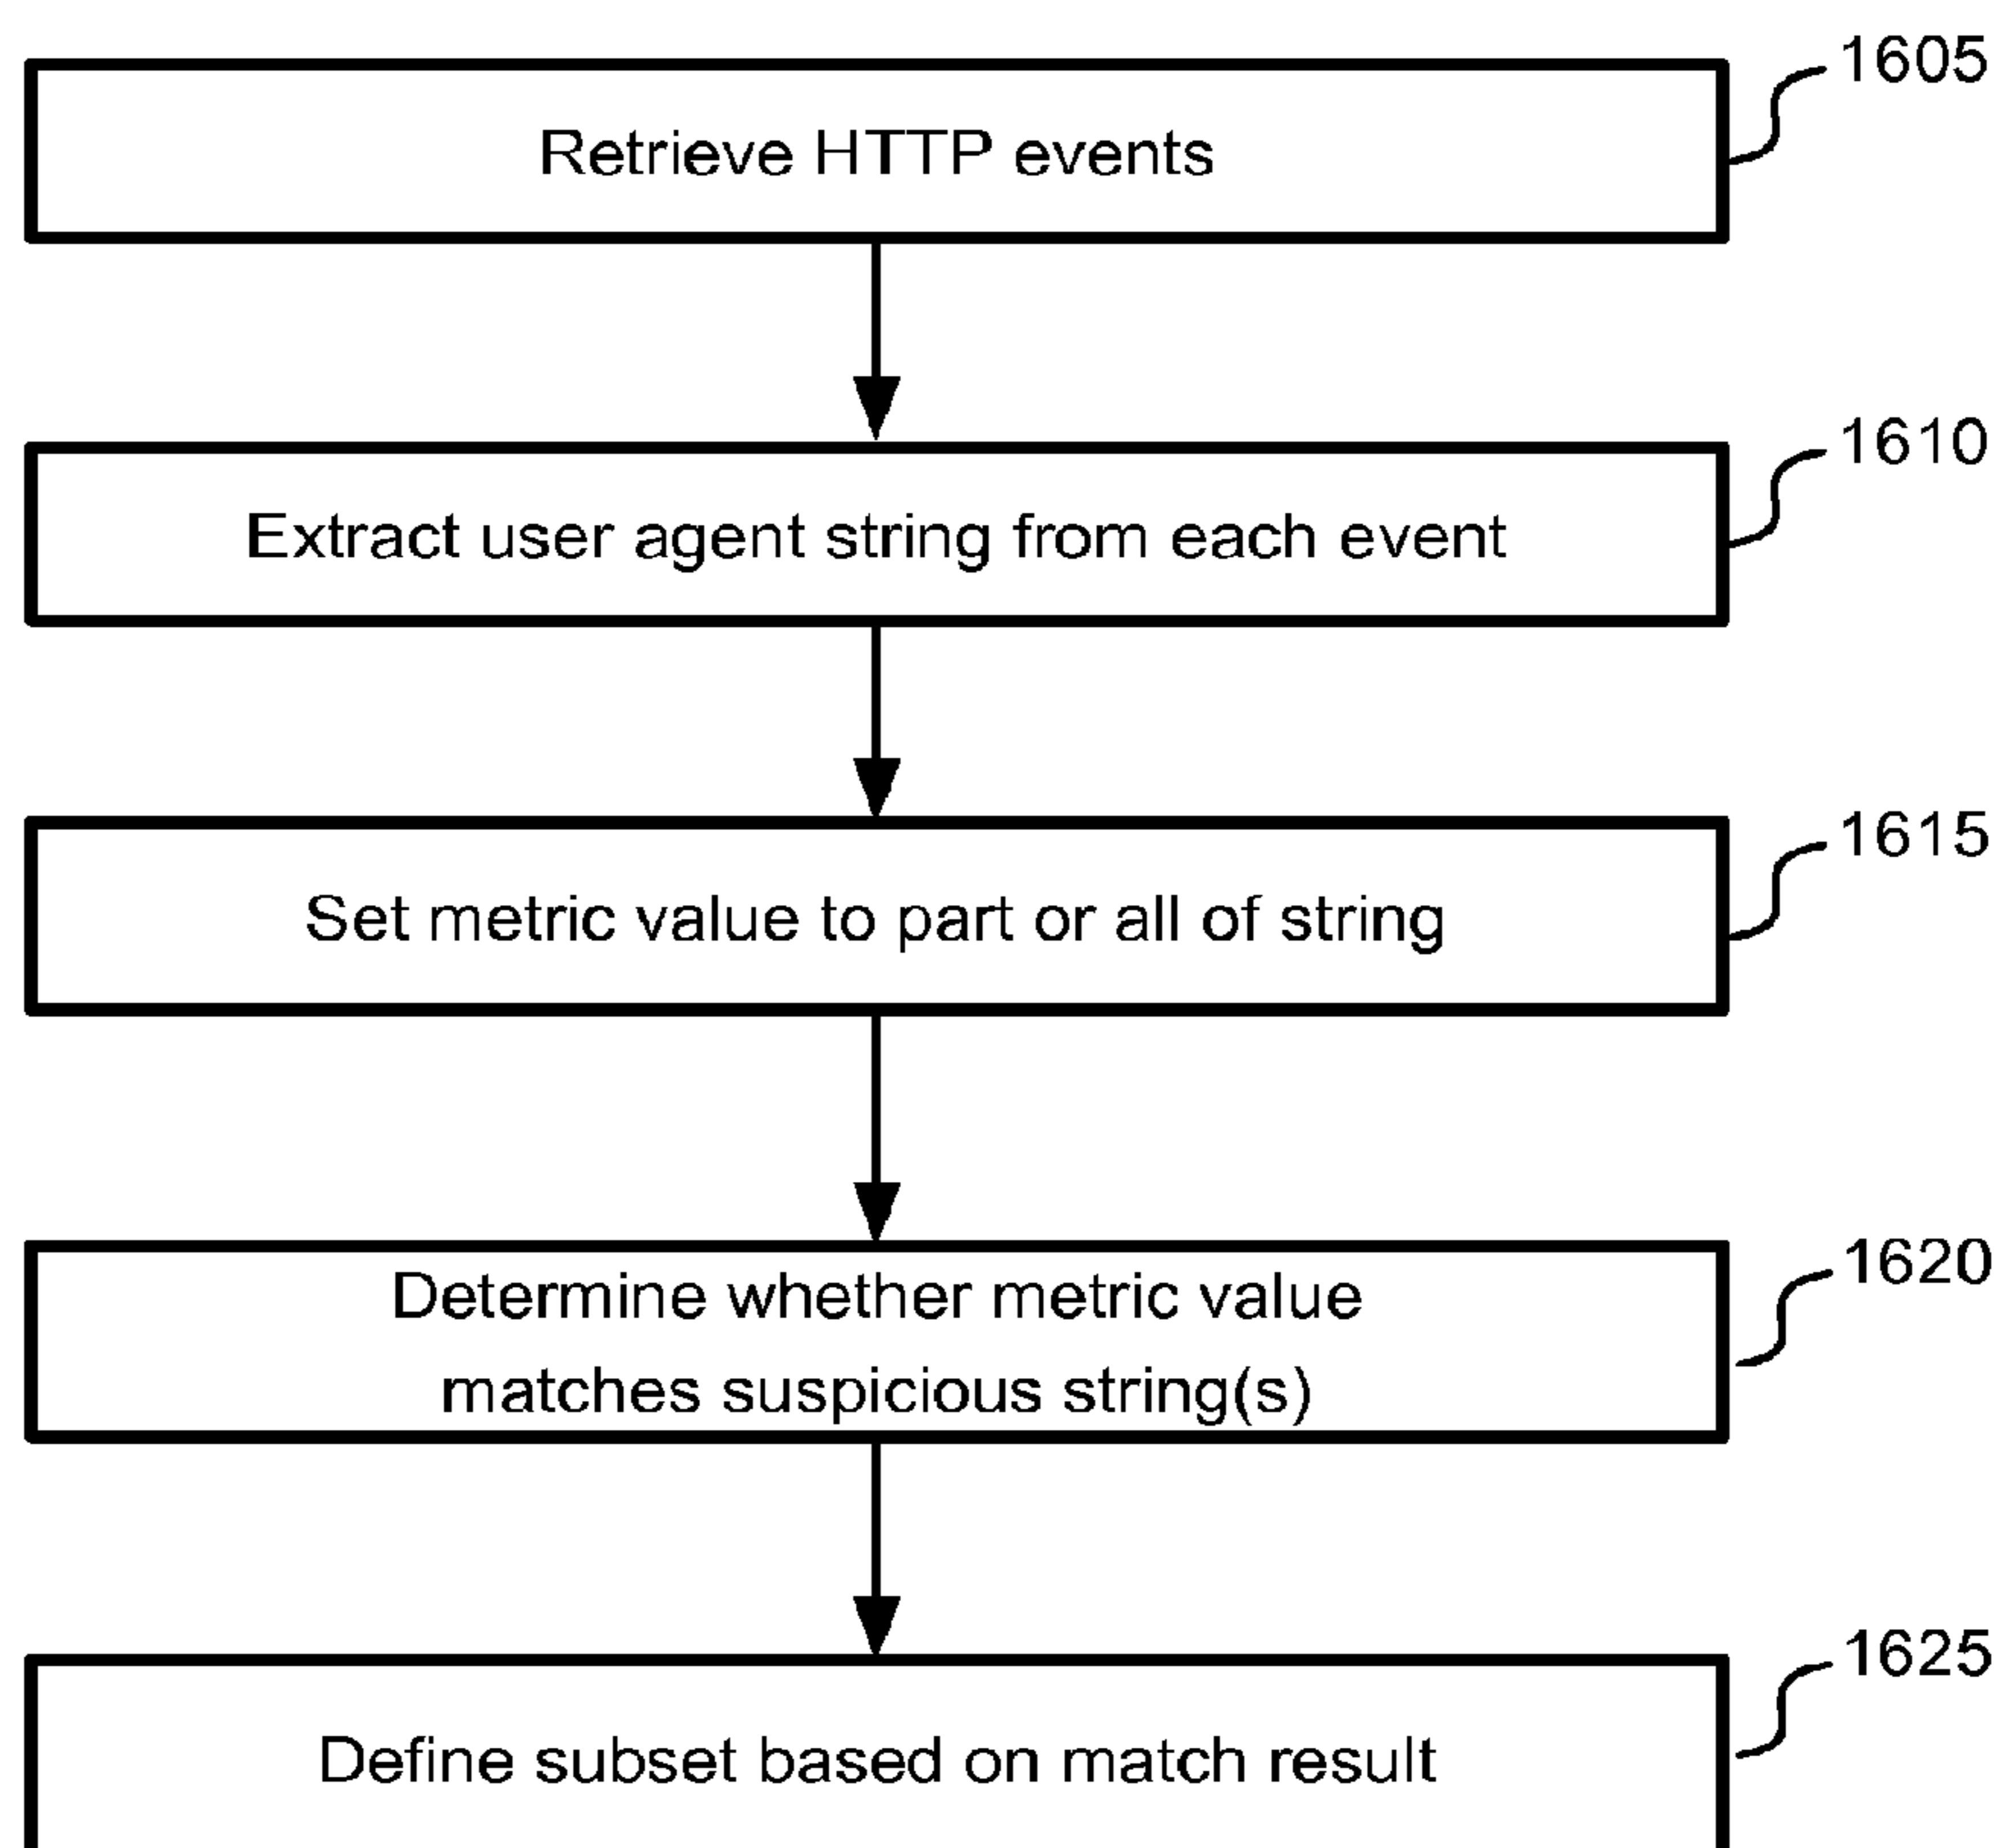 1605
Retrieve HTTP events
1610
Extract user agent string from each event
1615
Set metric value to part or all of string
1620
Determine whether metric value
matches suspicious string(s)
1625
Define subset based on match result